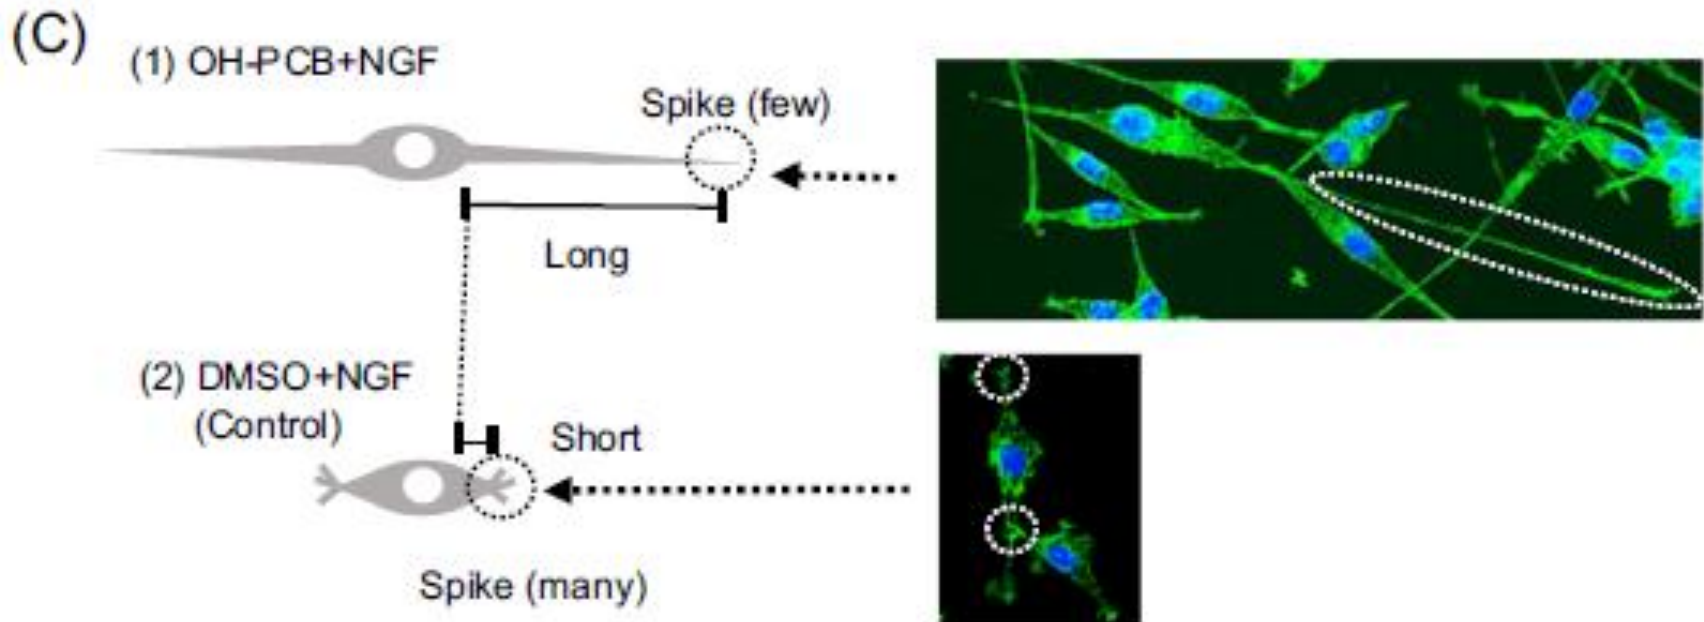 (C)
(1) OH-PCB+NGF
Spike (few)
Long
(2) DMSO+NGF
(Control)
Short
Spike (many)